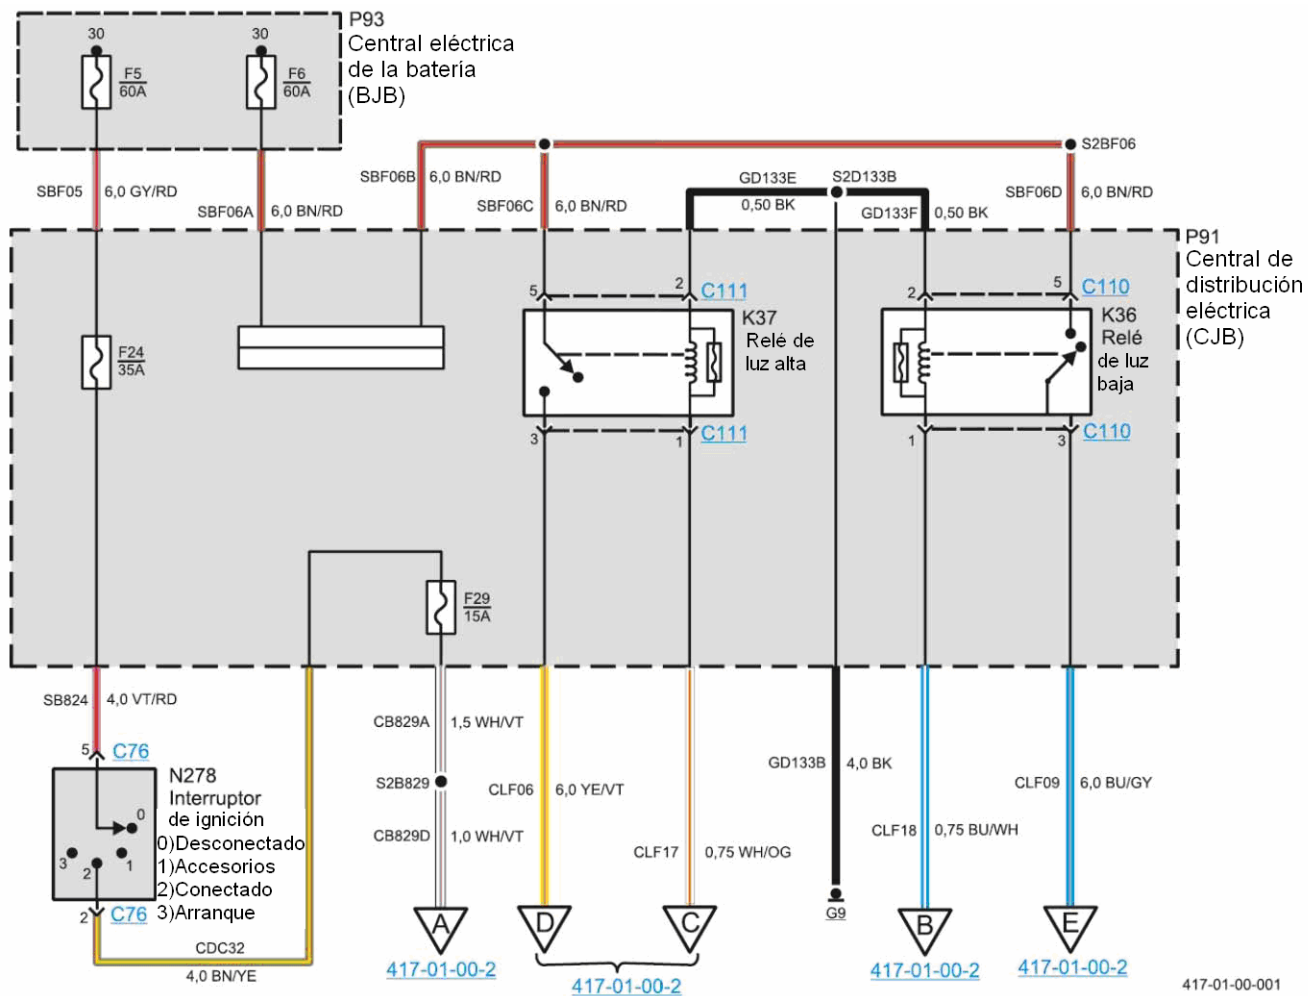 P93
Central eléctrica
de la batería
(BJB)
30
30
F5
60A
F6
60A
SBF05
6,0 GY/RD
SBF06A
6,0 BN/RD
SBF06B
6,0 BN/RD
SBF06C
6,0 BN/RD
GD133E
0,50 BK
S2D133B
GD133F
0,50 BK
S2BF06
SBF06D
6,0 BN/RD
P91
Central de
distribución
eléctrica
(CJB)
5
2
C111
2
5
C110
F24
35A
K37
Relé de
luz alta
K36
Relé
de luz
baja
3
1
C111
1
3
C110
F29
15A
SB824
4,0 VT/RD
5
C76
N278
Interruptor
de ignición
0)Desconectado
1)Accesorios
2)Conectado
3)Arranque
0
3
2
1
2
C76
CDC32
4,0 BN/YE
CB829A
1,5 WH/VT
S2B829
CB829D
1,0 WH/VT
CLF06
6,0 YE/VT
CLF17
0,75 WH/OG
GD133B
4,0 BK
G9
CLF18
0,75 BU/WH
CLF09
6,0 BU/GY
A
D
C
B
E
417-01-00-2
417-01-00-2
417-01-00-2
417-01-00-2
417-01-00-001